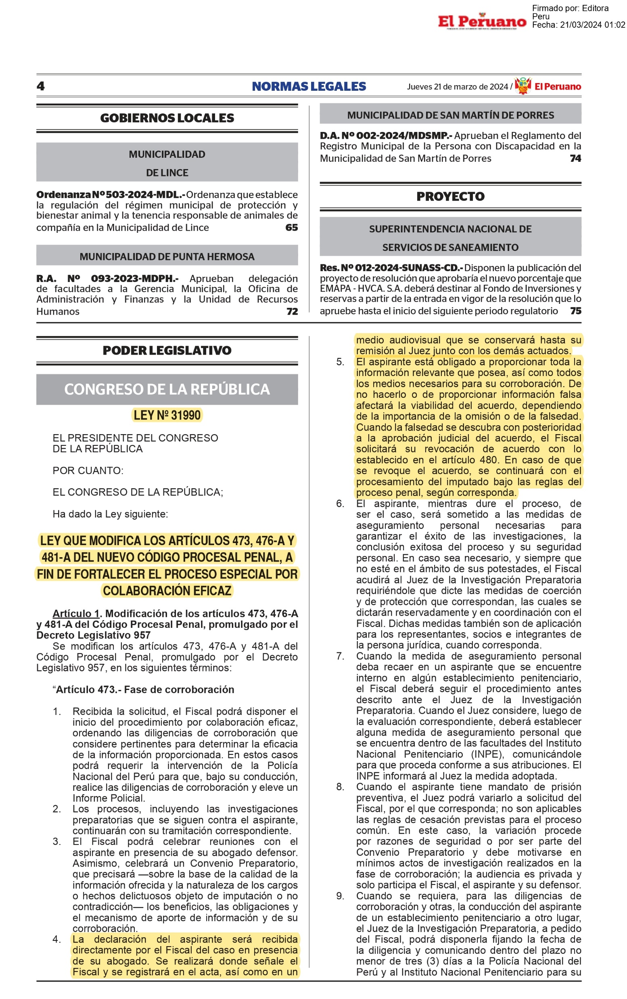 El Peruano
Firmado por: Editora
Peru
Fecha: 21/03/2024 01:02
4
NORMAS LEGALES
Jueves 21 de marzo de 2024 /
El Peruano
GOBIERNOS LOCALES
MUNICIPALIDAD
DE LINCE
Ordenanza Nº 503-2024-MDL.- Ordenanza que establece
la regulación del régimen municipal de protección y
bienestar animal y la tenencia responsable de animales de
compañía en la Municipalidad de Lince 65
MUNICIPALIDAD DE PUNTA HERMOSA
R.A. Nº 093-2023-MDPH.- Aprueban delegación
de facultades a la Gerencia Municipal, la Oficina de
Administración y Finanzas y la Unidad de Recursos
Humanos 72
MUNICIPALIDAD DE SAN MARTÍN DE PORRES
D.A. Nº 002-2024/MDSMP.- Aprueban el Reglamento del
Registro Municipal de la Persona con Discapacidad en la
Municipalidad de San Martín de Porres 74
PROYECTO
SUPERINTENDENCIA NACIONAL DE
SERVICIOS DE SANEAMIENTO
Res. Nº 012-2024-SUNASS-CD.- Disponen la publicación del
proyecto de resolución que aprobaría el nuevo porcentaje que
EMAPA - HVCA. S.A. deberá destinar al Fondo de Inversiones y
reservas a partir de la entrada en vigor de la resolución que lo
apruebe hasta el inicio del siguiente periodo regulatorio 75
PODER LEGISLATIVO
CONGRESO DE LA REPÚBLICA
LEY Nº 31990
EL PRESIDENTE DEL CONGRESO
DE LA REPÚBLICA
POR CUANTO:
EL CONGRESO DE LA REPÚBLICA;
Ha dado la Ley siguiente:
LEY QUE MODIFICA LOS ARTÍCULOS 473, 476-A Y
481-A DEL NUEVO CÓDIGO PROCESAL PENAL, A
FIN DE FORTALECER EL PROCESO ESPECIAL POR
COLABORACIÓN EFICAZ
Artículo 1. Modificación de los artículos 473, 476-A
y 481-A del Código Procesal Penal, promulgado por el
Decreto Legislativo 957
Se modifican los artículos 473, 476-A y 481-A del
Código Procesal Penal, promulgado por el Decreto
Legislativo 957, en los siguientes términos:
“Artículo 473.- Fase de corroboración
1. Recibida la solicitud, el Fiscal podrá disponer el
inicio del procedimiento por colaboración eficaz,
ordenando las diligencias de corroboración que
considere pertinentes para determinar la eficacia
de la información proporcionada. En estos casos
podrá requerir la intervención de la Policía
Nacional del Perú para que, bajo su conducción,
realice las diligencias de corroboración y eleve un
Informe Policial.
2. Los procesos, incluyendo las investigaciones
preparatorias que se siguen contra el aspirante,
continuarán con su tramitación correspondiente.
3. El Fiscal podrá celebrar reuniones con el
aspirante en presencia de su abogado defensor.
Asimismo, celebrará un Convenio Preparatorio,
que precisará —sobre la base de la calidad de la
información ofrecida y la naturaleza de los cargos
o hechos delictuosos objeto de imputación o no
contradicción— los beneficios, las obligaciones y
el mecanismo de aporte de información y de su
corroboración.
4. La declaración del aspirante será recibida
directamente por el Fiscal del caso en presencia
de su abogado. Se realizará donde señale el
Fiscal y se registrará en el acta, así como en un
medio audiovisual que se conservará hasta su
remisión al Juez junto con los demás actuados.
5. El aspirante está obligado a proporcionar toda la
información relevante que posea, así como todos
los medios necesarios para su corroboración. De
no hacerlo o de proporcionar información falsa
afectará la viabilidad del acuerdo, dependiendo
de la importancia de la omisión o de la falsedad.
Cuando la falsedad se descubra con posterioridad
a la aprobación judicial del acuerdo, el Fiscal
solicitará su revocación de acuerdo con lo
establecido en el artículo 480. En caso de que
se revoque el acuerdo, se continuará con el
procesamiento del imputado bajo las reglas del
proceso penal, según corresponda.
6. El aspirante, mientras dure el proceso, de
ser el caso, será sometido a las medidas de
aseguramiento personal necesarias para
garantizar el éxito de las investigaciones, la
conclusión exitosa del proceso y su seguridad
personal. En caso sea necesario, y siempre que
no esté en el ámbito de sus potestades, el Fiscal
acudirá al Juez de la Investigación Preparatoria
requiriéndole que dicte las medidas de coerción
y de protección que correspondan, las cuales se
dictarán reservadamente y en coordinación con el
Fiscal. Dichas medidas también son de aplicación
para los representantes, socios e integrantes de
la persona jurídica, cuando corresponda.
7. Cuando la medida de aseguramiento personal
deba recaer en un aspirante que se encuentre
interno en algún establecimiento penitenciario,
el Fiscal deberá seguir el procedimiento antes
descrito ante el Juez de la Investigación
Preparatoria. Cuando el Juez considere, luego de
la evaluación correspondiente, deberá establecer
alguna medida de aseguramiento personal que
se encuentra dentro de las facultades del Instituto
Nacional Penitenciario (INPE), comunicándole
para que proceda conforme a sus atribuciones. El
INPE informará al Juez la medida adoptada.
8. Cuando el aspirante tiene mandato de prisión
preventiva, el Juez podrá variarlo a solicitud del
Fiscal, por el que corresponda; no son aplicables
las reglas de cesación previstas para el proceso
común. En este caso, la variación procede
por razones de seguridad o por ser parte del
Convenio Preparatorio y debe motivarse en
mínimos actos de investigación realizados en la
fase de corroboración; la audiencia es privada y
solo participa el Fiscal, el aspirante y su defensor.
9. Cuando se requiera, para las diligencias de
corroboración y otras, la conducción del aspirante
de un establecimiento penitenciario a otro lugar,
el Juez de la Investigación Preparatoria, a pedido
del Fiscal, podrá disponerla fijando la fecha de
la diligencia y comunicando dentro del plazo no
menor de tres (3) días a la Policía Nacional del
Perú y al Instituto Nacional Penitenciario para su